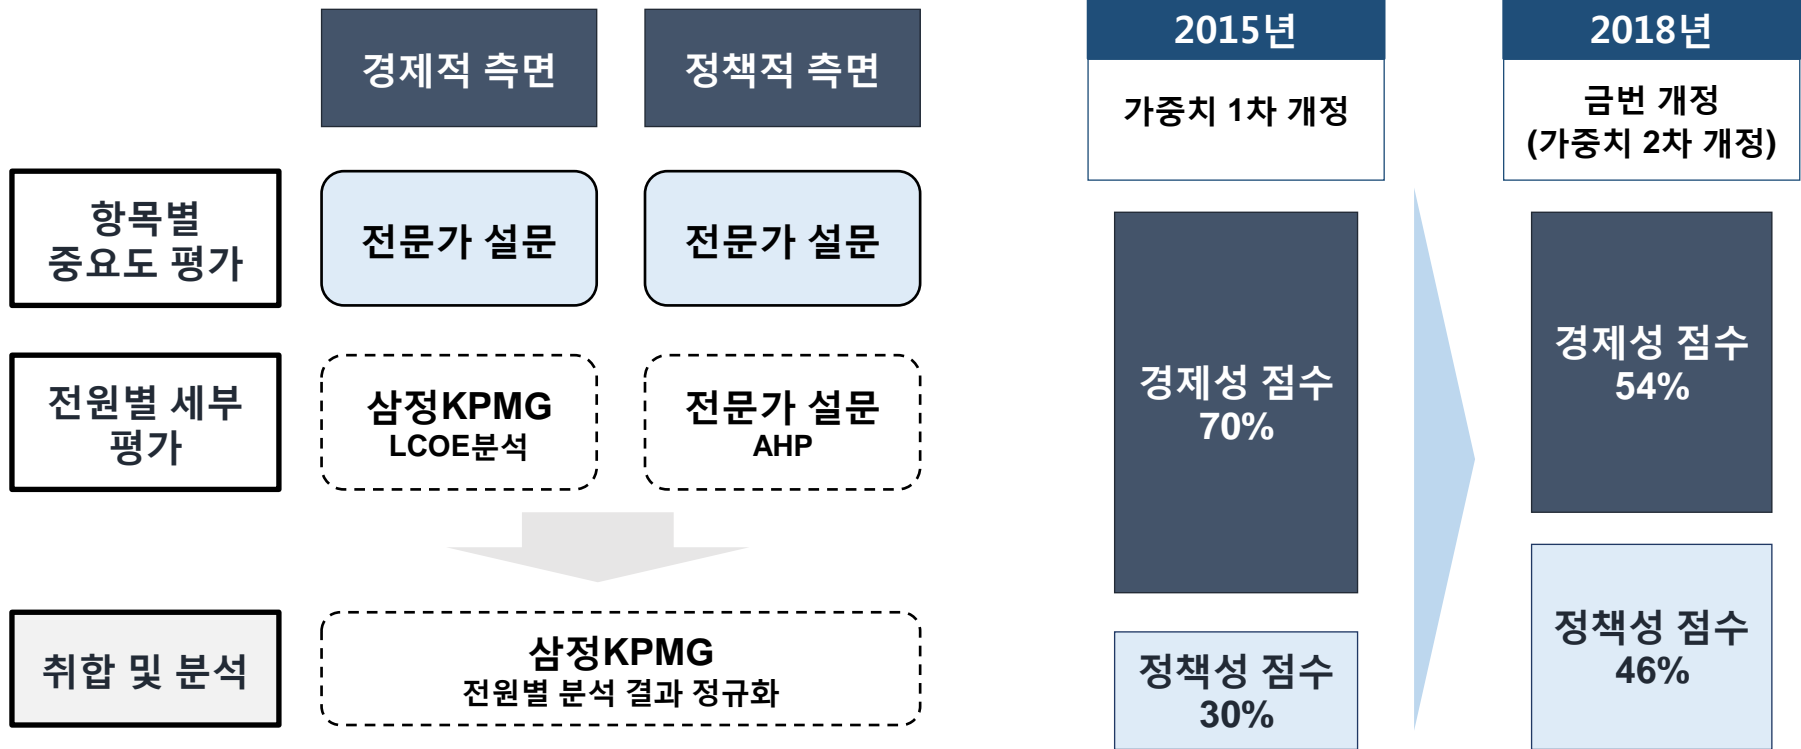 경제적 측면
정책적 측면
항목별
중요도 평가
전문가 설문
전문가 설문
전원별 세부
평가
삼정KPMG
LCOE분석
전문가 설문
AHP
취합 및 분석
삼정KPMG
전원별 분석 결과 정규화
2015년
가중치 1차 개정
경제성 점수
70%
정책성 점수
30%
2018년
금번 개정
(가중치 2차 개정)
경제성 점수
54%
정책성 점수
46%